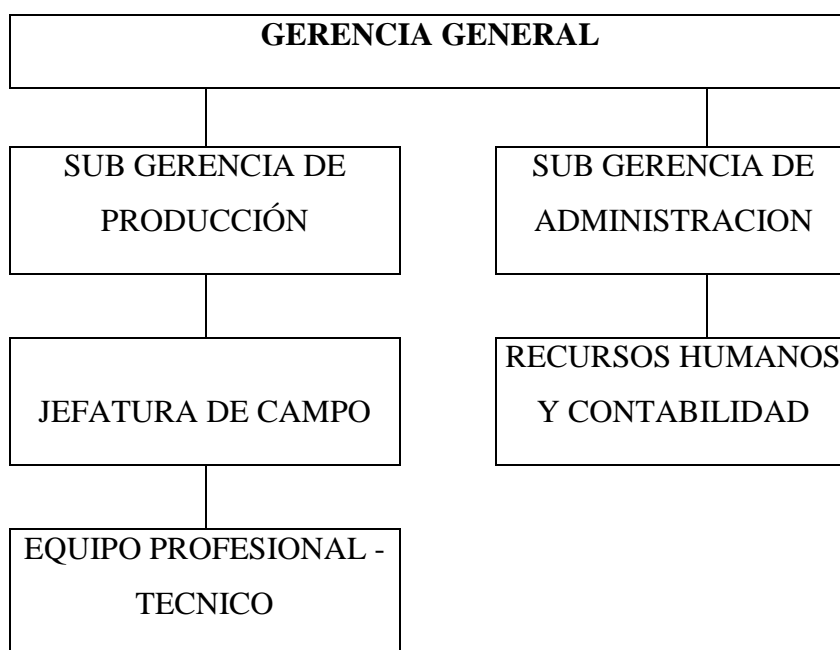 GERENCIA GENERAL
SUB GERENCIA DE
PRODUCCIÓN
SUB GERENCIA DE
ADMINISTRACION
JEFATURA DE CAMPO
RECURSOS HUMANOS
Y CONTABILIDAD
EQUIPO PROFESIONAL -
TECNICO